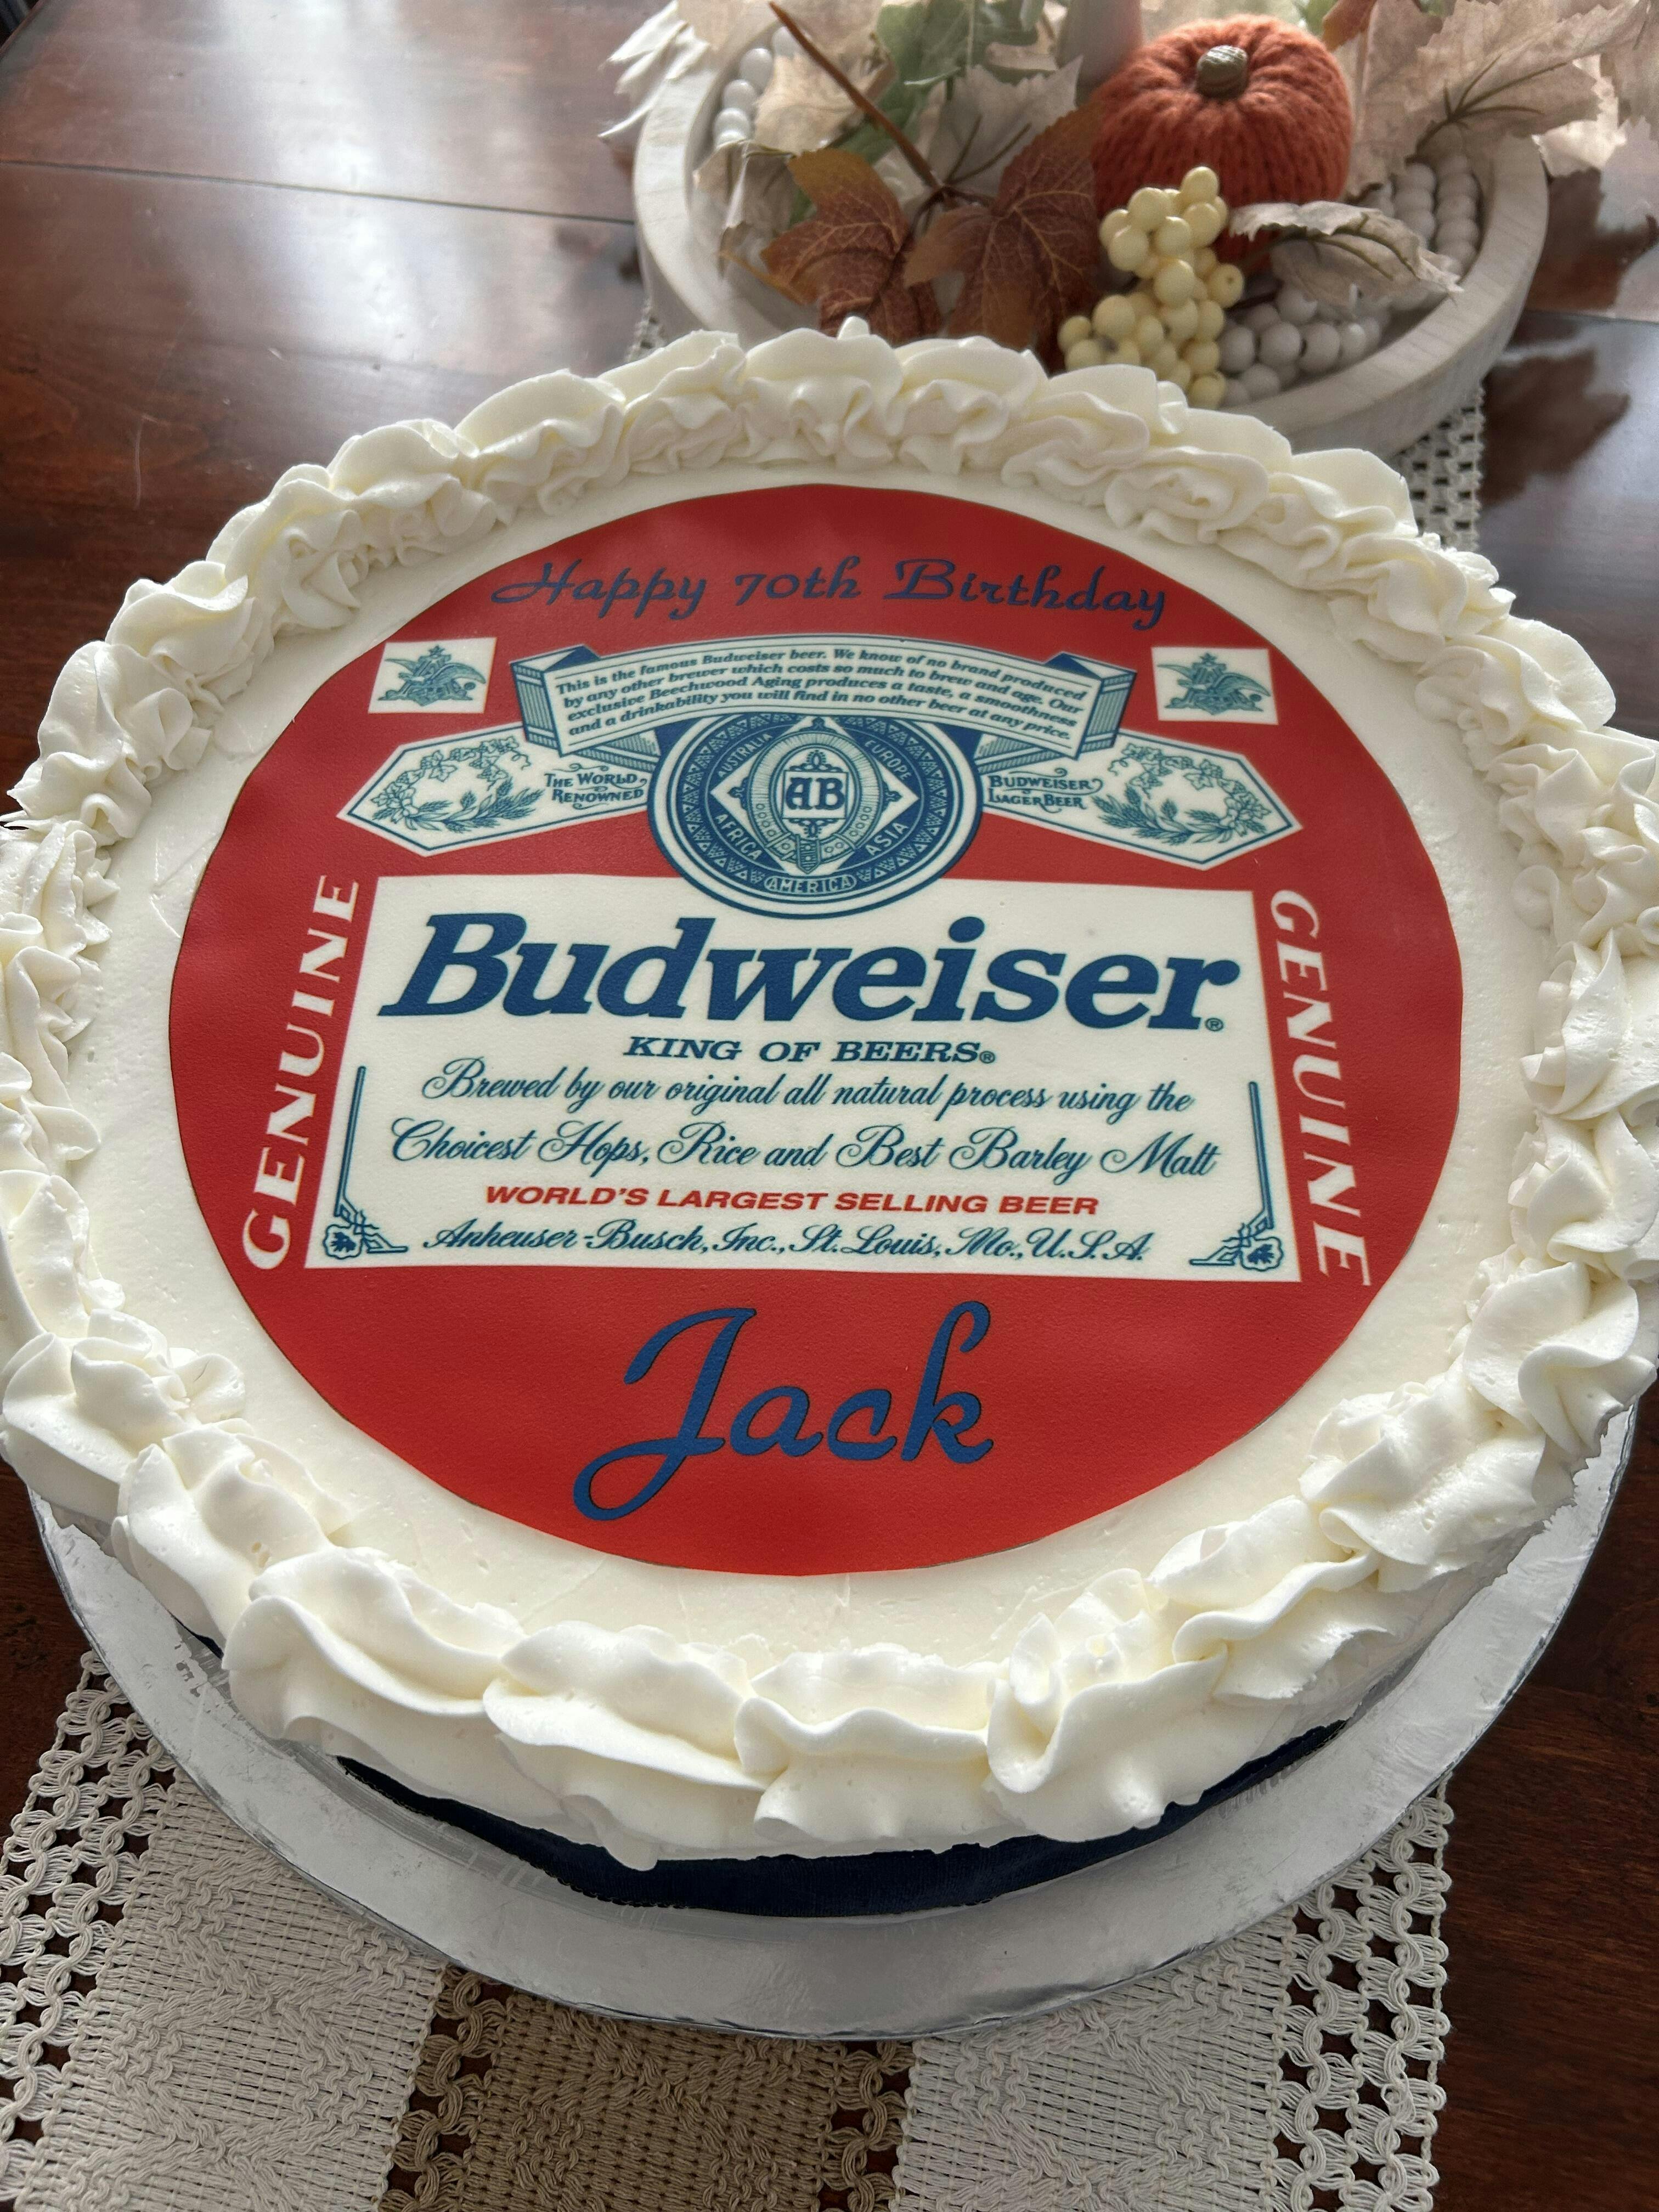 Happy 70th Birthday
This is the famous Budweiser beer. We know of no brand produced
by any other brewer which costs so much to brew and age. Our
exclusive Beechwood Aging produces a taste, a smoothness
and a drinkability you will find in no other beer at any price.
THE WORLD
RENOWNED
AUSTRALIA
EUROPE
AB
AFRICA
ASIA
AMERICA
BUDWEISER
LAGER BEER
GENUINE
Budweiser®
KING OF BEERS®
Brewed by our original all natural process using the
Choicest Hops, Rice and Best Barley Malt
WORLD'S LARGEST SELLING BEER
Anheuser-Busch, Inc., St. Louis, Mo., U.S.A.
GENUINE
Jack